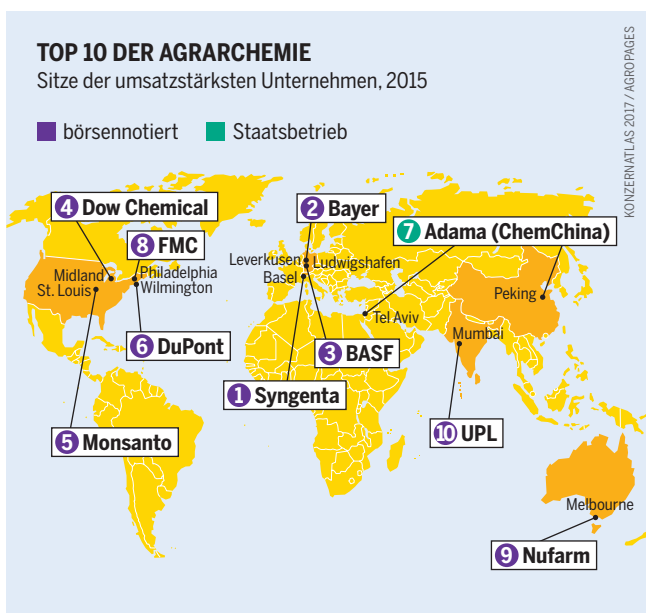 TOP 10 DER AGRARCHEMIE
Sitze der umsatzstärksten Unternehmen, 2015
börsennotiert
Staatsbetrieb
KONZERNATLAS 2017 / AGROPAGES
4 Dow Chemical
2 Bayer
7 Adama (ChemChina)
8 FMC
Leverkusen
Ludwigshafen
Basel
Midland
Philadelphia
St. Louis
Wilmington
Peking
Tel Aviv
Mumbai
6 DuPont
3 BASF
1 Syngenta
5 Monsanto
10 UPL
Melbourne
9 Nufarm